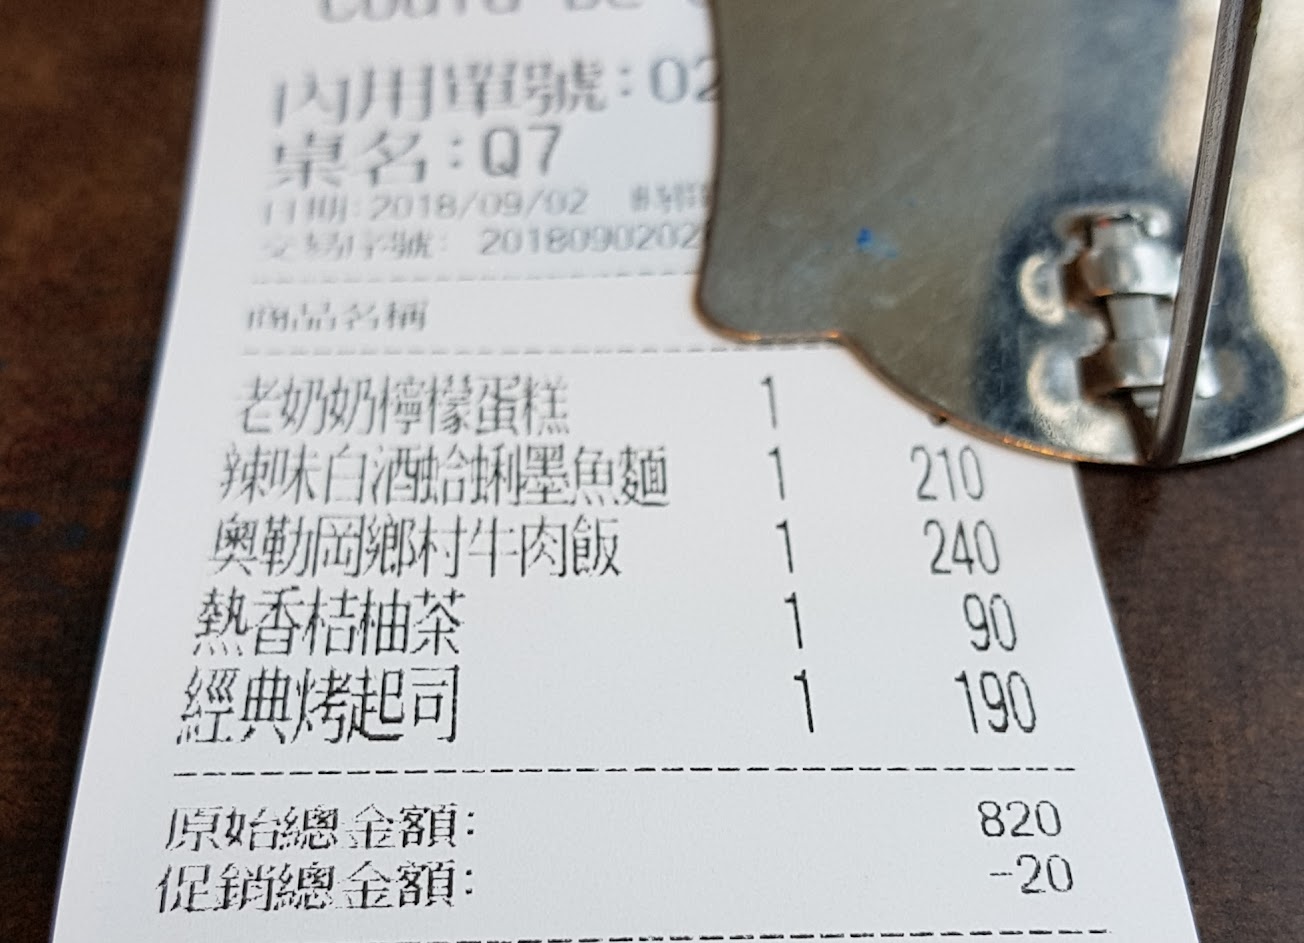 內用單號:02
桌名:Q7
日期:2018/09/02 時間
交易序號: 2018090202
商品名稱
老奶奶檸檬蛋糕 1
辣味白酒蛤蜊墨魚麵 1 210
奧勒岡鄉村牛肉飯 1 240
熱香桔柚茶 1 90
經典烤起司 1 190
原始總金額: 820
促銷總金額: -20